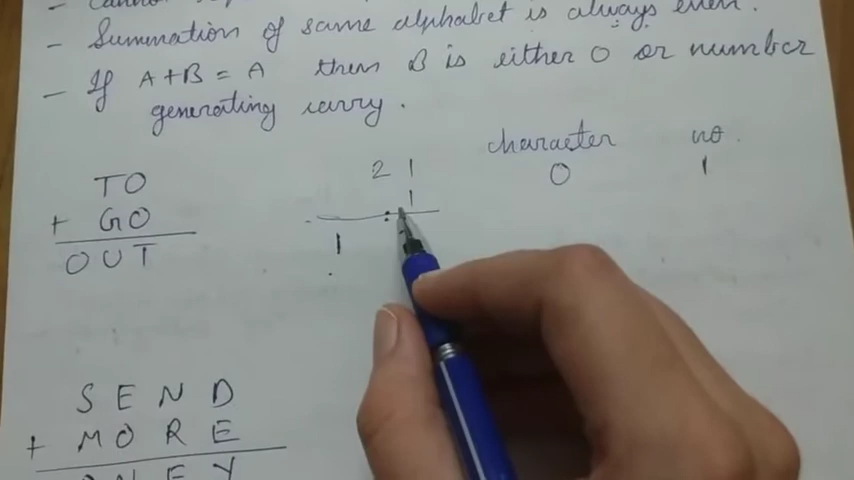 - Summation of same alphabet is always even.
- If A+B = A then B is either 0 or number
generating carry.
character no.
TO 2 1 0 1
+ GO 1
OUT 1
SEND
+ MORE